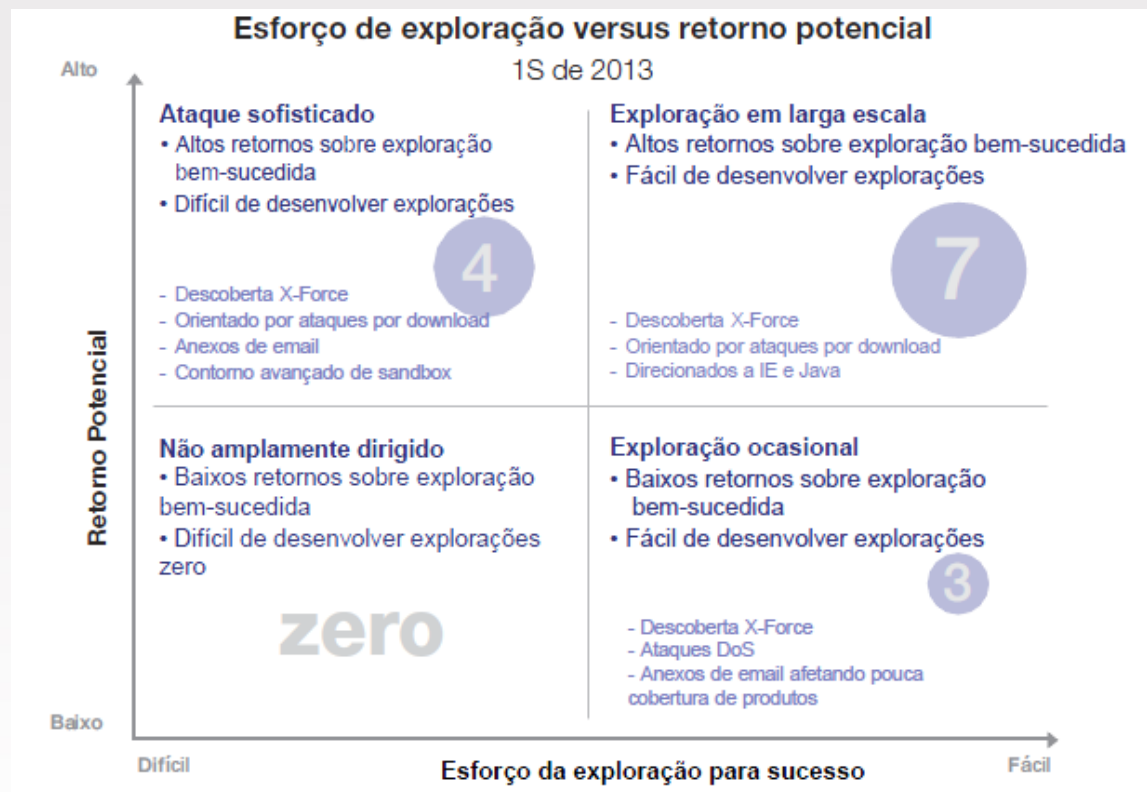 Esforço de exploração versus retorno potencial
1S de 2013
Alto
Ataque sofisticado
• Altos retornos sobre exploração
bem-sucedida
• Difícil de desenvolver explorações
4
- Descoberta X-Force
- Orientado por ataques por download
- Anexos de email
- Contorno avançado de sandbox
Exploração em larga escala
• Altos retornos sobre exploração bem-sucedida
• Fácil de desenvolver explorações
7
- Descoberta X-Force
- Orientado por ataques por download
- Direcionados a IE e Java
Retorno Potencial
Não amplamente dirigido
• Baixos retornos sobre exploração
bem-sucedida
• Difícil de desenvolver explorações
zero
zero
Exploração ocasional
• Baixos retornos sobre exploração
bem-sucedida
• Fácil de desenvolver explorações
3
- Descoberta X-Force
- Ataques DoS
- Anexos de email afetando pouca
cobertura de produtos
Baixo
Difícil
Esforço da exploração para sucesso
Fácil